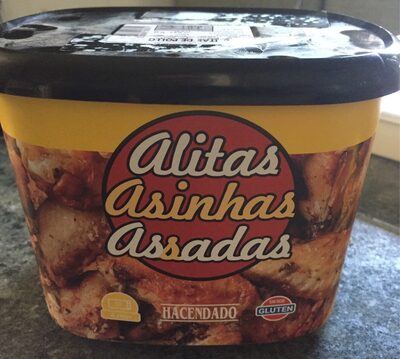 Alitas
Asinhas
Assadas
HACENDADO
GLUTEN